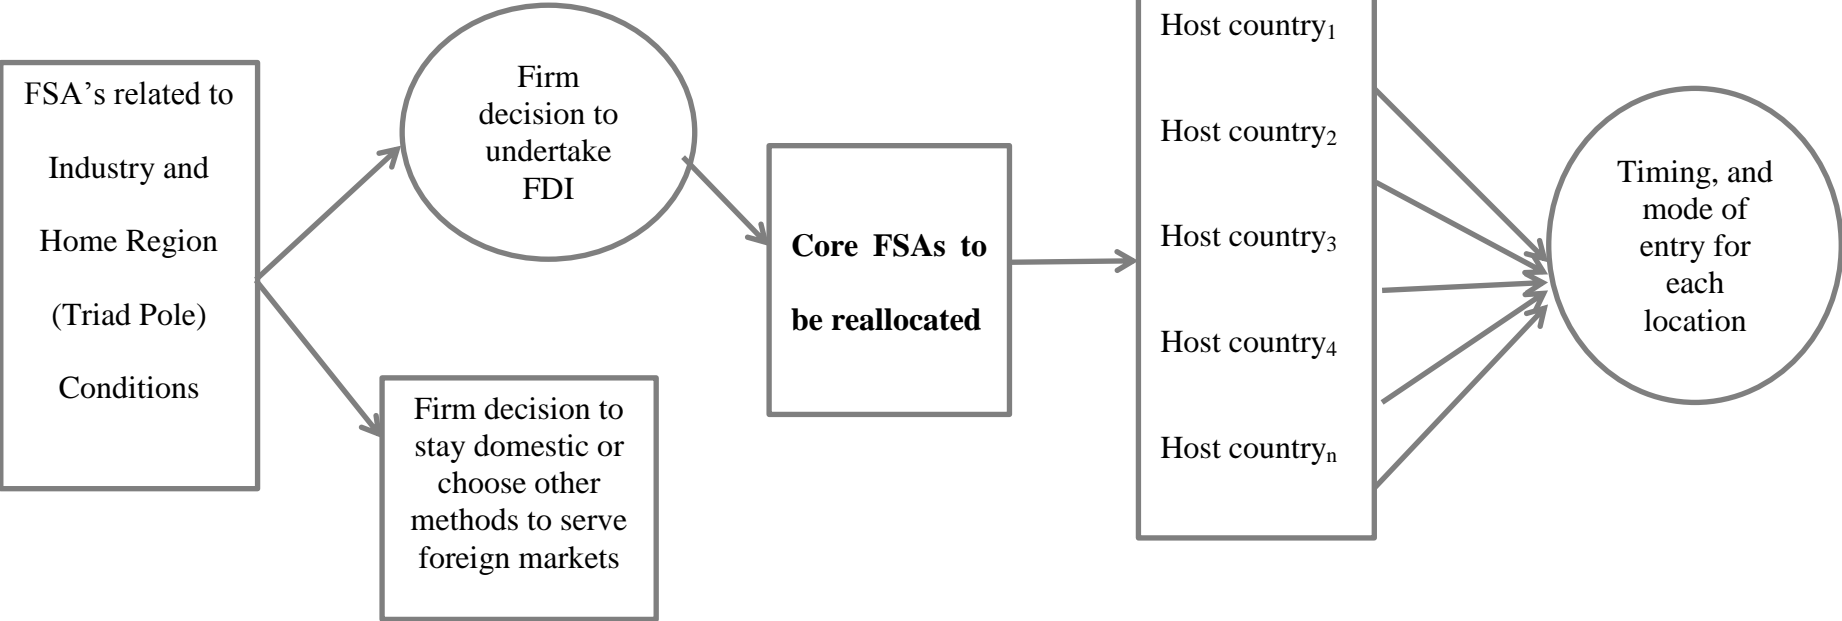 FSA’s related to
Industry and
Home Region
(Triad Pole)
Conditions
Firm
decision to
undertake
FDI
Firm decision to
stay domestic or
choose other
methods to serve
foreign markets
Core FSAs to
be reallocated
Host country₁
Host country₂
Host country₃
Host country₄
Host countryₙ
Timing, and
mode of
entry for
each
location